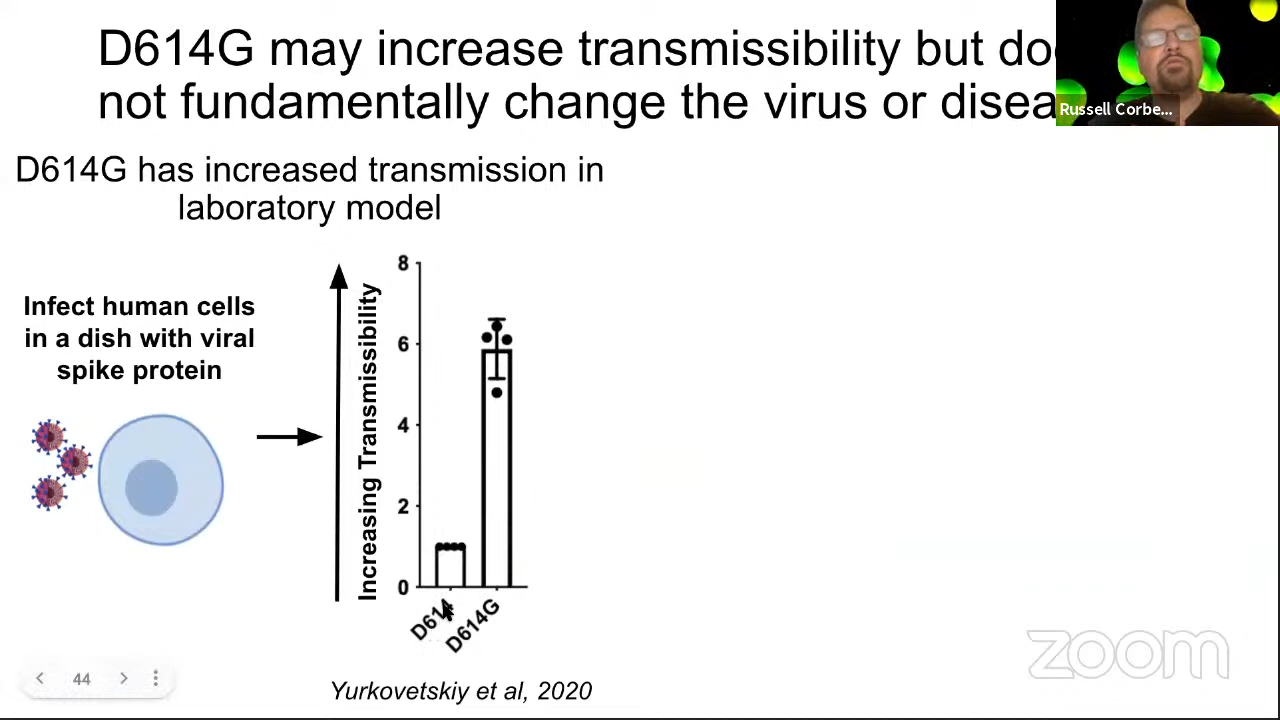 D614G may increase transmissibility but
not fundamentally change the virus or
Russell Corbe...
D614G has increased transmission in
laboratory model
Infect human cells
in a dish with viral
spike protein
Increasing Transmissibility
8
6
4
2
0
D614
D614G
Yurkovetskiy et al, 2020
44
zoom